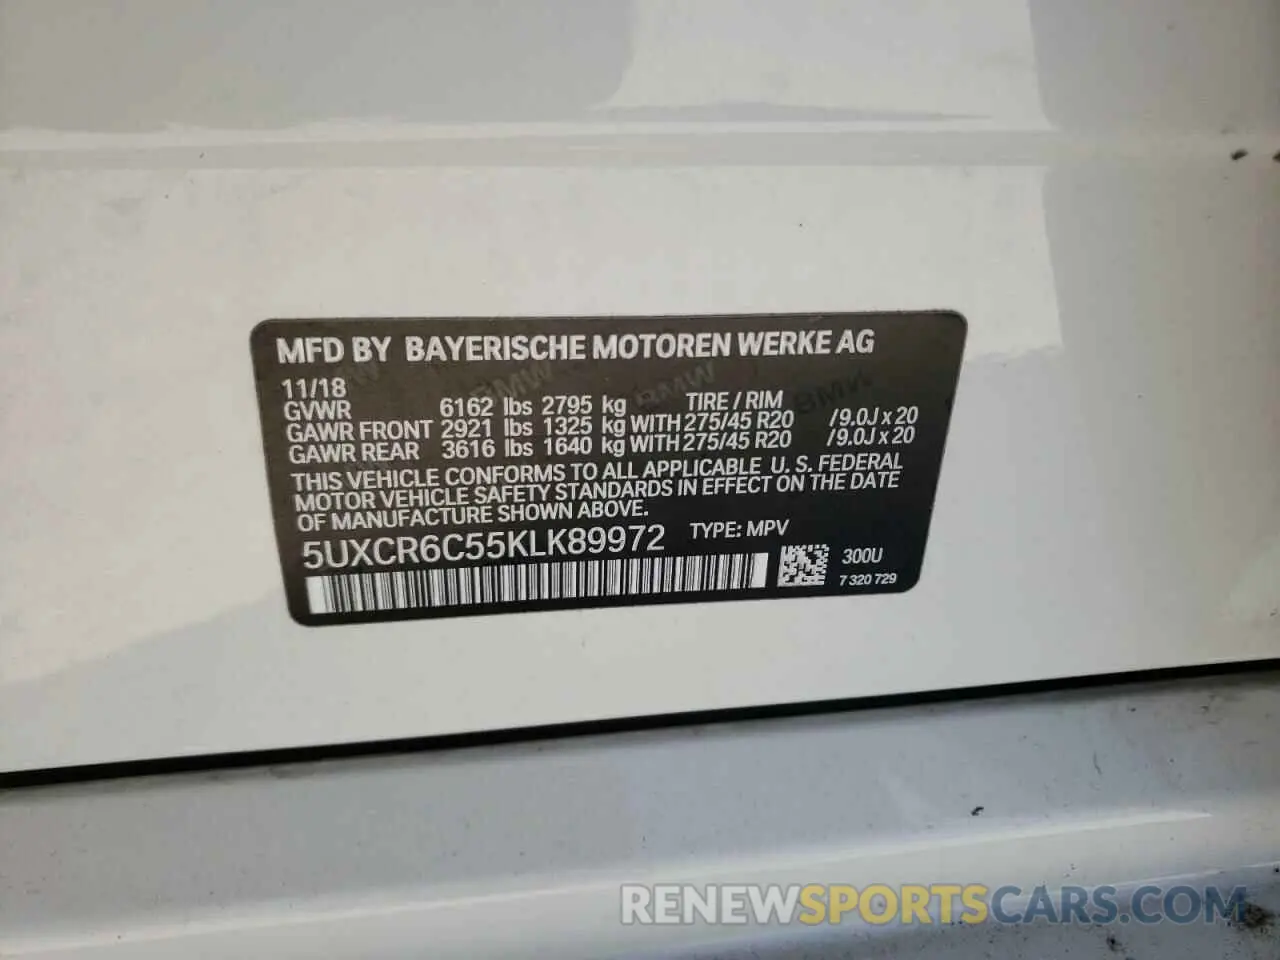 MFD BY BAYERISCHE MOTOREN WERKE AG
11/18
GVWR 6162 lbs 2795 kg TIRE / RIM
GAWR FRONT 2921 lbs 1325 kg WITH 275/45 R20 / 9.0J x 20
GAWR REAR 3616 lbs 1640 kg WITH 275/45 R20 / 9.0J x 20
THIS VEHICLE CONFORMS TO ALL APPLICABLE U. S. FEDERAL
MOTOR VEHICLE SAFETY STANDARDS IN EFFECT ON THE DATE
OF MANUFACTURE SHOWN ABOVE.
5UXCR6C55KLK89972 TYPE: MPV
300U
7 320 729
BMW BMW BMW
RENEWSPORTSCARS.COM